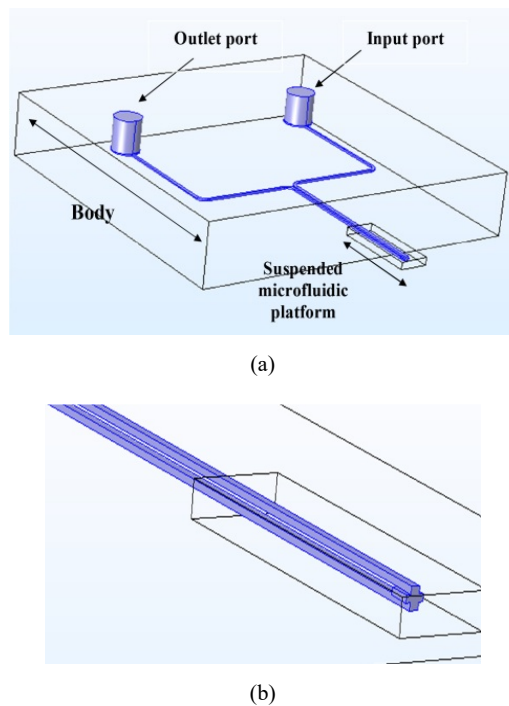 Outlet port
Input port
Body
Suspended
microfluidic
platform
(a)
(b)